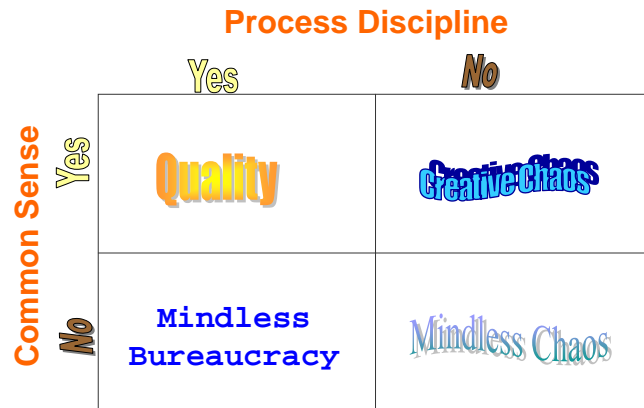 Process Discipline
Yes No
Common Sense
Yes
Quality
Creative Chaos
No
Mindless
Bureaucracy
Mindless Chaos